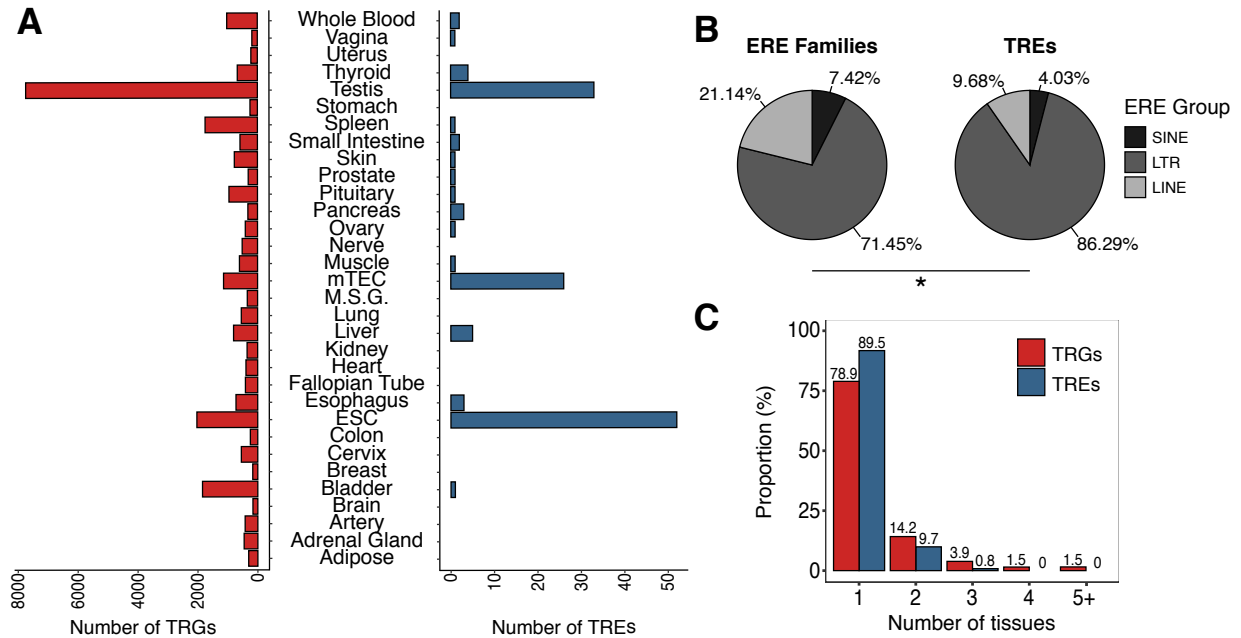 A
Whole Blood
Vagina
Uterus
Thyroid
Testis
Stomach
Spleen
Small Intestine
Skin
Prostate
Pituitary
Pancreas
Ovary
Nerve
Muscle
mTEC
M.S.G.
Lung
Liver
Kidney
Heart
Fallopian Tube
Esophagus
ESC
Colon
Cervix
Breast
Bladder
Brain
Artery
Adrenal Gland
Adipose
8000 6000 4000 2000 0
Number of TRGs
0 10 20 30 40 50
Number of TREs
B
ERE Families
TREs
7.42%
21.14%
71.45%
9.68%
4.03%
86.29%
ERE Group
SINE
LTR
LINE
*
C
100
75
50
25
0
Proportion (%)
TRGs
TREs
78.9
89.5
14.2
9.7
3.9
0.8
1.5
0
1.5
0
1 2 3 4 5+
Number of tissues